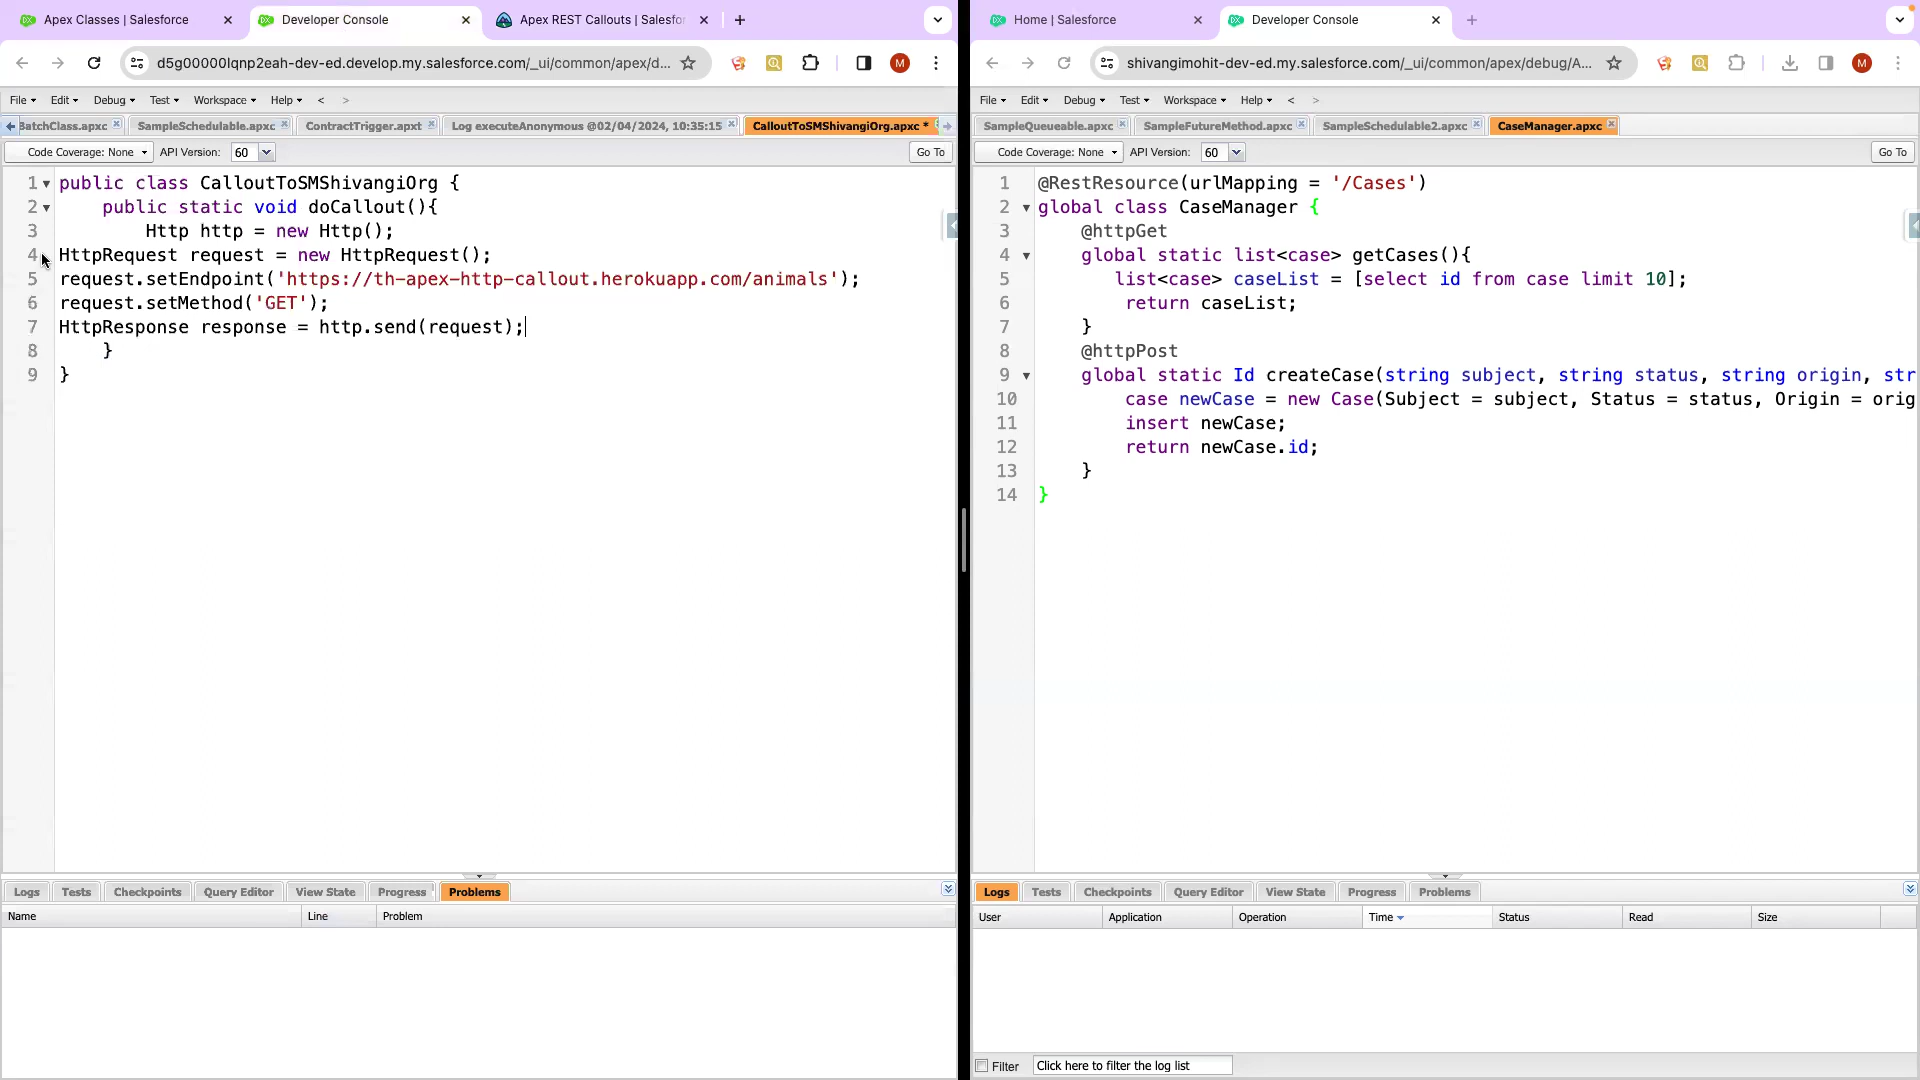 Apex Classes | Salesforce
Developer Console
Apex REST Callouts | Salesfo
d5g00000lqnp2eah-dev-ed.develop.my.salesforce.com/_ui/common/apex/d...
M
File Edit Debug Test Workspace Help < >
BatchClass.apxc
SampleSchedulable.apxc
ContractTrigger.apxt
Log executeAnonymous @02/04/2024, 10:35:15
CalloutToSMShivangiOrg.apxc *
Code Coverage: None API Version: 60 Go To
1 public class CalloutToSMShivangiOrg {
2 public static void doCallout(){
3 Http http = new Http();
4 HttpRequest request = new HttpRequest();
5 request.setEndpoint('https://th-apex-http-callout.herokuapp.com/animals');
6 request.setMethod('GET');
7 HttpResponse response = http.send(request);
8 }
9 }
Logs Tests Checkpoints Query Editor View State Progress Problems
Name Line Problem
Home | Salesforce
Developer Console
shivangimohit-dev-ed.my.salesforce.com/_ui/common/apex/debug/A...
M
File Edit Debug Test Workspace Help < >
SampleQueueable.apxc
SampleFutureMethod.apxc
SampleSchedulable2.apxc
CaseManager.apxc
Code Coverage: None API Version: 60 Go To
1 @RestResource(urlMapping = '/Cases')
2 global class CaseManager {
3 @httpGet
4 global static list<case> getCases(){
5 list<case> caseList = [select id from case limit 10];
6 return caseList;
7 }
8 @httpPost
9 global static Id createCase(string subject, string status, string origin, str
10 case newCase = new Case(Subject = subject, Status = status, Origin = orig
11 insert newCase;
12 return newCase.id;
13 }
14 }
Logs Tests Checkpoints Query Editor View State Progress Problems
User Application Operation Time Status Read Size
Filter Click here to filter the log list